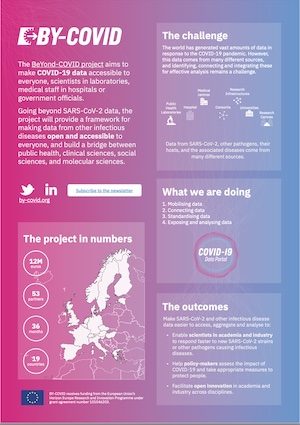 BY-COVID
The BeYond-COVID project aims to
make COVID-19 data accessible to
everyone, scientists in laboratories,
medical staff in hospitals or
government officials.
Going beyond SARS-CoV-2 data, the
project will provide a framework for
making data from other infectious
diseases open and accessible to
everyone, and build a bridge between
public health, clinical sciences, social
sciences, and molecular sciences.
by-covid.org
Subscribe to the newsletter
The project in numbers
12M
euros
53
partners
36
months
19
countries
BY-COVID receives funding from the European Union's
Horizon Europe Research and Innovation Programme under
grant agreement number 101046203.
The challenge
The world has generated vast amounts of data in
response to the COVID-19 pandemic. However,
this data comes from many different sources,
and identifying, connecting and integrating these
for effective analysis remains a challenge.
Public
Health
Laboratories
Hospital
Medical
centres
Consortia
Research
Infrastructures
Universities
Research
Centres
Data from SARS-CoV-2, other pathogens, their
hosts, and the associated diseases come from
many different sources.
What we are doing
1. Mobilising data
2. Connecting data
3. Standardising data
4. Exposing and analysing data
COVID-19
Data Portal
The outcomes
Make SARS-CoV-2 and other infectious disease
data easier to access, aggregate and analyse to:
• Enable scientists in academia and industry
to respond faster to new SARS-CoV-2 strains
or other pathogens causing infectious
diseases.
• Help policy-makers assess the impact of
COVID-19 and take appropriate measures to
protect people.
• Facilitate open innovation in academia and
industry across disciplines.